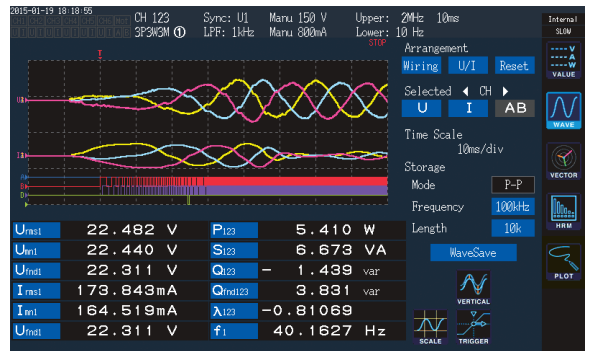 2015-01-19 18:18:55
CH 123 Sync: U1 Manu 150 V Upper: 2MHz 10ms
3P3W3M ① LPF: 1kHz Manu 800mA Lower: 10 Hz
STOP
Internal
SLOW
Arrangement
Wiring U/I Reset
Selected ◀ CH ▶
U I AB
Time Scale
10ms/div
Storage
Mode P-P
Frequency 100kHz
Length 10k
WaveSave
VERTICAL
SCALE TRIGGER
V
A
W
VALUE
WAVE
VECTOR
HRM
PLOT
T
U1
I1
A
B
D
Urms1 22.482 V P123 5.410 W
Umn1 22.440 V S123 6.673 VA
Ufnd1 22.311 V Q123 - 1.439 var
Irms1 173.843mA Qfnd123 3.831 var
Imn1 164.519mA λ123 -0.81069
Ufnd1 22.311 V f1 40.1627 Hz